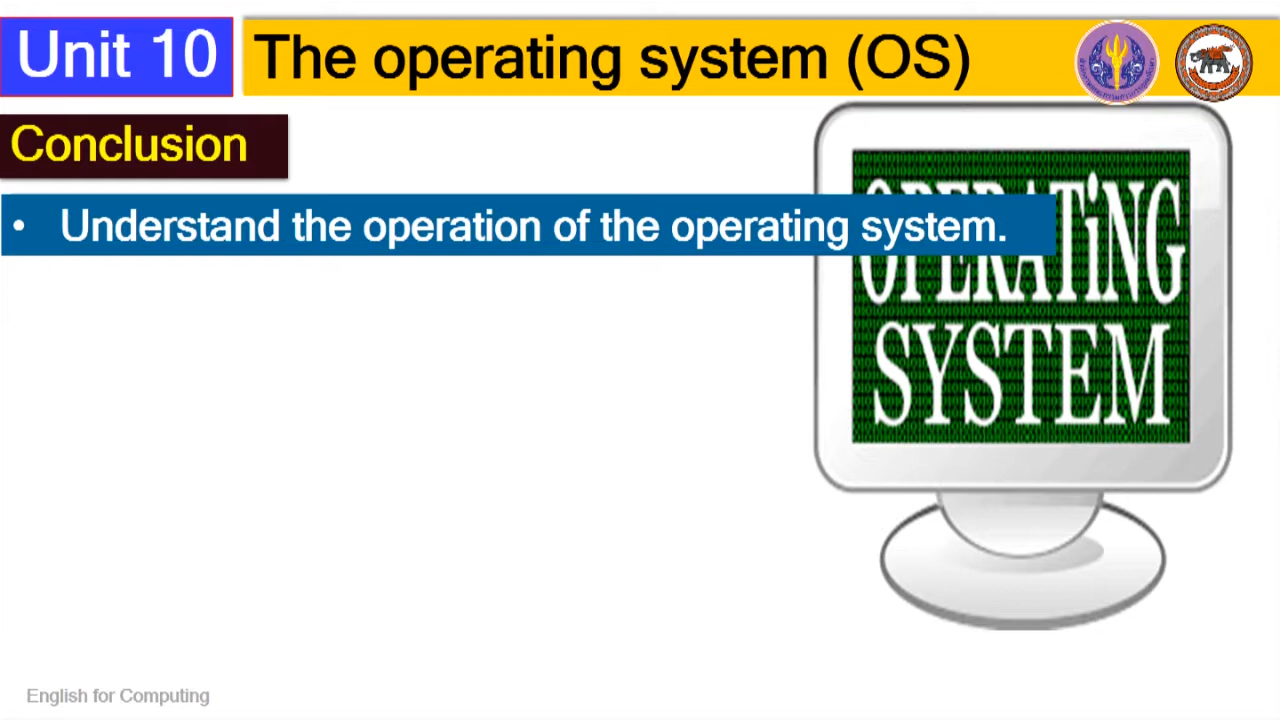 Unit 10
The operating system (OS)
Conclusion
• Understand the operation of the operating system.
OPERATiNG
SYSTEM
English for Computing